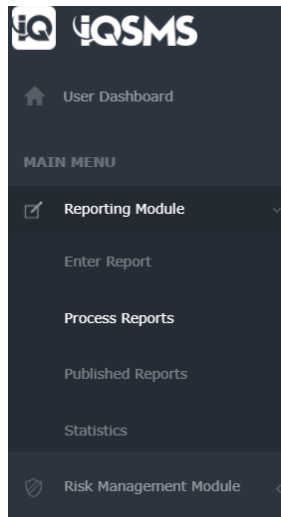 iQ iQSMS
User Dashboard
MAIN MENU
Reporting Module
Enter Report
Process Reports
Published Reports
Statistics
Risk Management Module